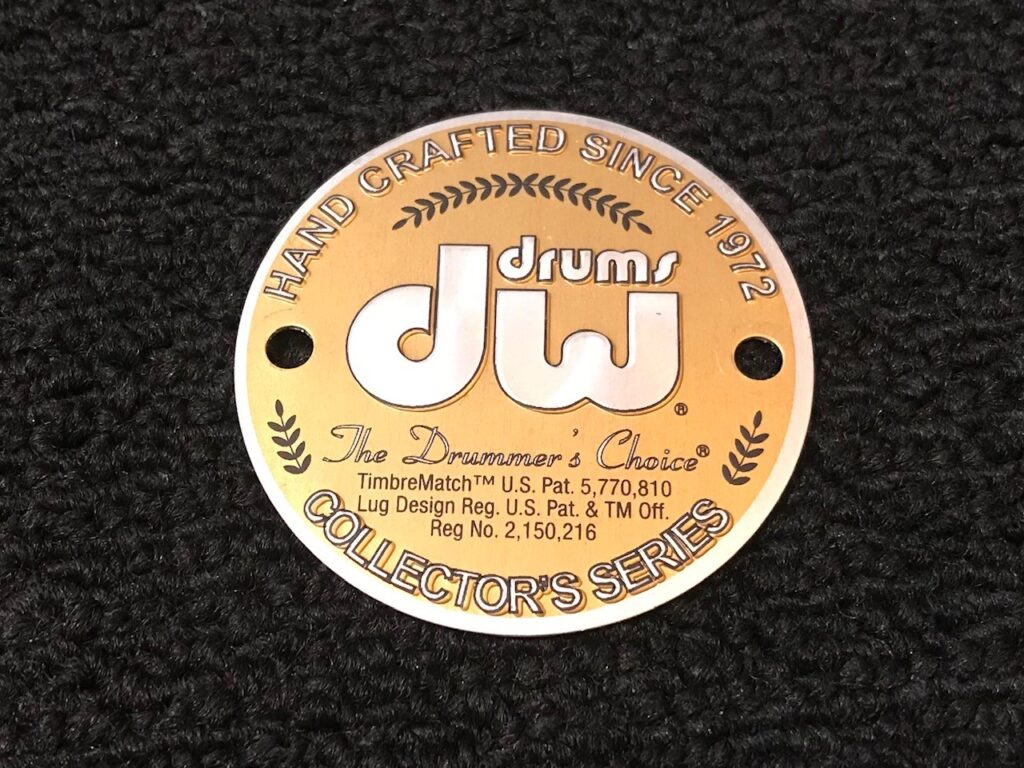 HAND CRAFTED SINCE 1972
drums
dw®
The Drummer's Choice®
TimbreMatch™ U.S. Pat. 5,770,810
Lug Design Reg. U.S. Pat. & TM Off.
Reg No. 2,150,216
COLLECTOR'S SERIES